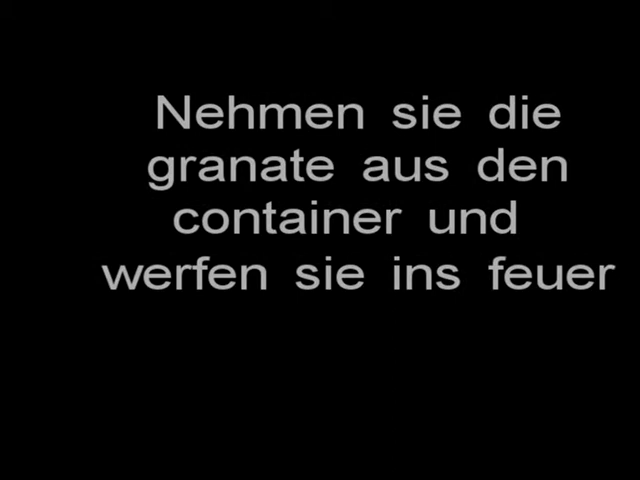 Nehmen sie die
granate aus den
container und
werfen sie ins feuer